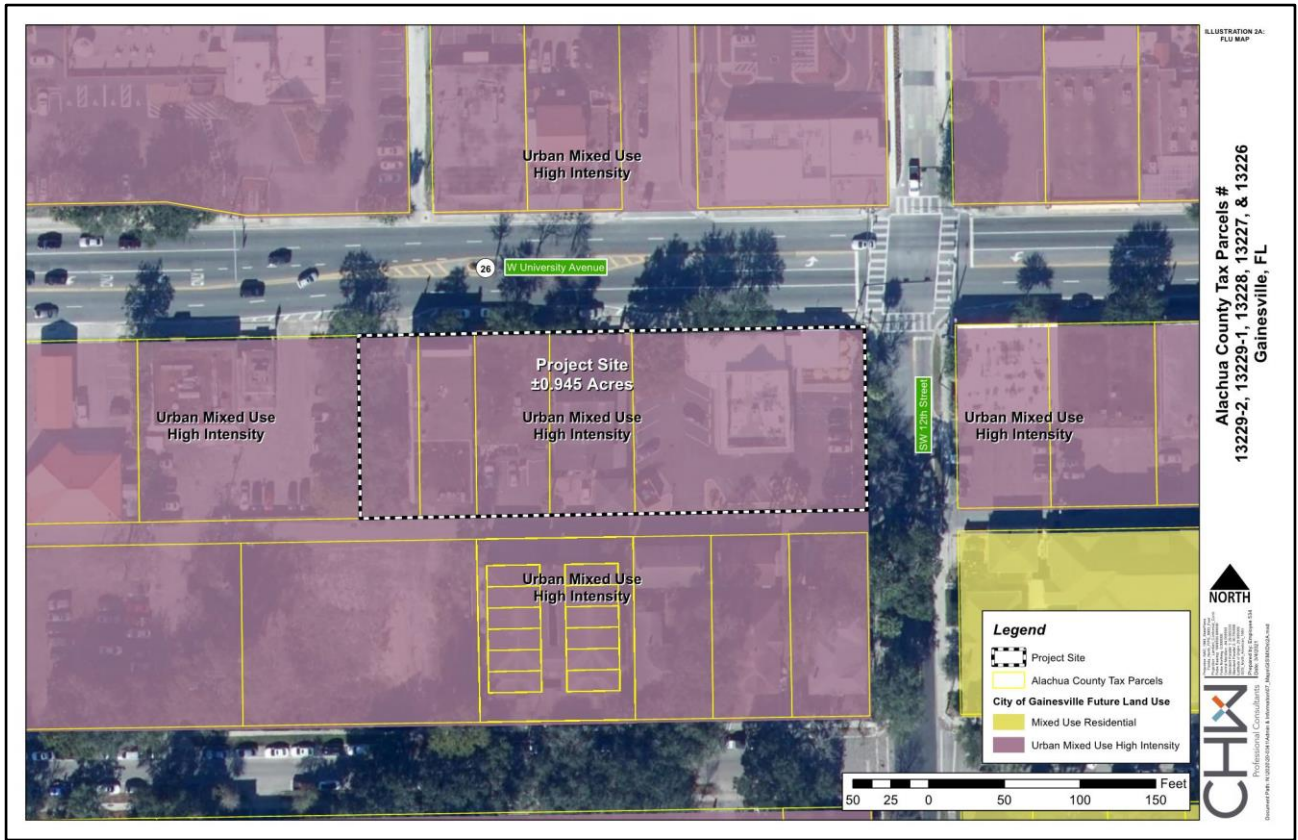 ILLUSTRATION 2A:
FLU MAP
Alachua County Tax Parcels #
13229-2, 13229-1, 13228, 13227, & 13226
Gainesville, FL
Urban Mixed Use
High Intensity
26
W University Avenue
Project Site
±0.945 Acres
Urban Mixed Use
High Intensity
Urban Mixed Use
High Intensity
SW 12th Street
Urban Mixed Use
High Intensity
Urban Mixed Use
High Intensity
NORTH
Legend
Project Site
Alachua County Tax Parcels
City of Gainesville Future Land Use
Mixed Use Residential
Urban Mixed Use High Intensity
Feet
50 25 0 50 100 150
CHW
Professional Consultants